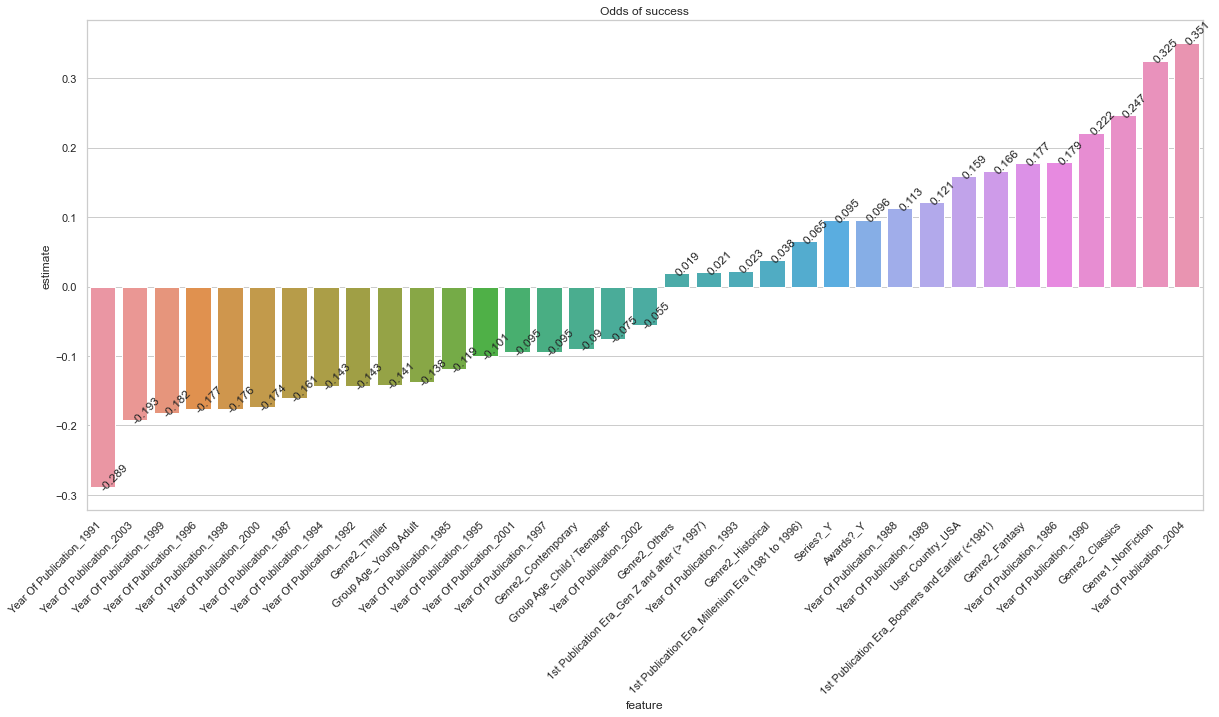 Odds of success
estimate
0.3
0.2
0.1
0.0
−0.1
−0.2
−0.3
-0.289
-0.193
-0.182
-0.177
-0.176
-0.174
-0.161
-0.143
-0.143
-0.141
-0.138
-0.119
-0.101
-0.095
-0.095
-0.09
-0.075
-0.055
0.019
0.021
0.023
0.038
0.065
0.095
0.096
0.113
0.121
0.159
0.166
0.177
0.179
0.222
0.247
0.325
0.351
Year Of Publication_1991
Year Of Publication_2003
Year Of Publication_1999
Year Of Publication_1996
Year Of Publication_1998
Year Of Publication_2000
Year Of Publication_1987
Year Of Publication_1994
Year Of Publication_1992
Genre2_Thriller
Group Age_Young Adult
Year Of Publication_1985
Year Of Publication_1995
Year Of Publication_2001
Year Of Publication_1997
Genre2_Contemporary
Group Age_Child / Teenager
Year Of Publication_2002
Genre2_Others
1st Publication Era_Gen Z and after (> 1997)
Year Of Publication_1993
Genre2_Historical
1st Publication Era_Millenium Era (1981 to 1996)
Series?_Y
Awards?_Y
Year Of Publication_1988
Year Of Publication_1989
User Country_USA
1st Publication Era_Boomers and Earlier (<1981)
Genre2_Fantasy
Year Of Publication_1986
Year Of Publication_1990
Genre2_Classics
Genre1_NonFiction
Year Of Publication_2004
feature